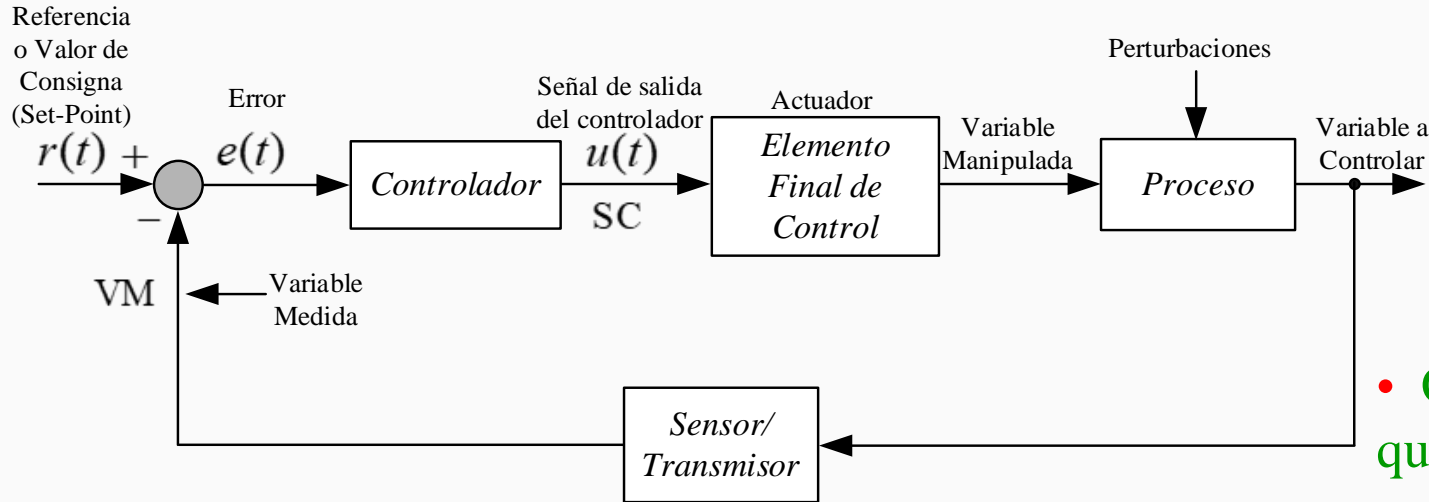 Referencia
o Valor de
Consigna
(Set-Point)
r(t) +
−
Error
e(t)
Controlador
Señal de salida
del controlador
u(t)
SC
Actuador
Elemento
Final de
Control
Variable
Manipulada
Perturbaciones
Proceso
Variable a
Controlar
VM
Variable
Medida
Sensor/
Transmisor
•